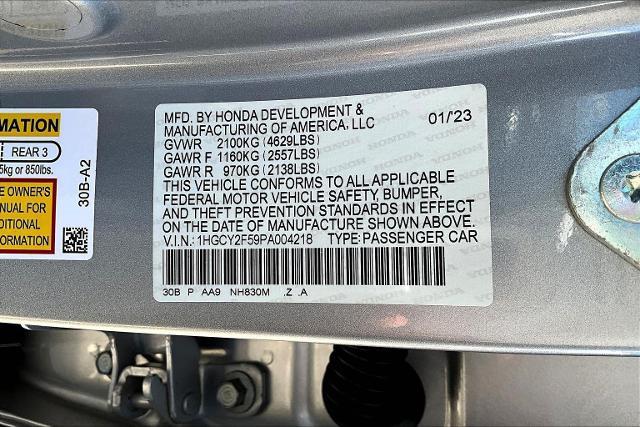 MFD. BY HONDA DEVELOPMENT &
MANUFACTURING OF AMERICA, LLC 01/23
GVWR 2100KG (4629LBS)
GAWR F 1160KG (2557LBS)
GAWR R 970KG (2138LBS)
THIS VEHICLE CONFORMS TO ALL APPLICABLE
FEDERAL MOTOR VEHICLE SAFETY, BUMPER,
AND THEFT PREVENTION STANDARDS IN EFFECT
ON THE DATE OF MANUFACTURE SHOWN ABOVE.
V.I.N.: 1HGCY2F59PA004218 TYPE: PASSENGER CAR
30B P AA9 NH830M .Z .A
MATION
REAR 3
5kg or 850lbs.
E OWNER'S
ANUAL FOR
DDITIONAL
ORMATION
30B-A2
HONDA